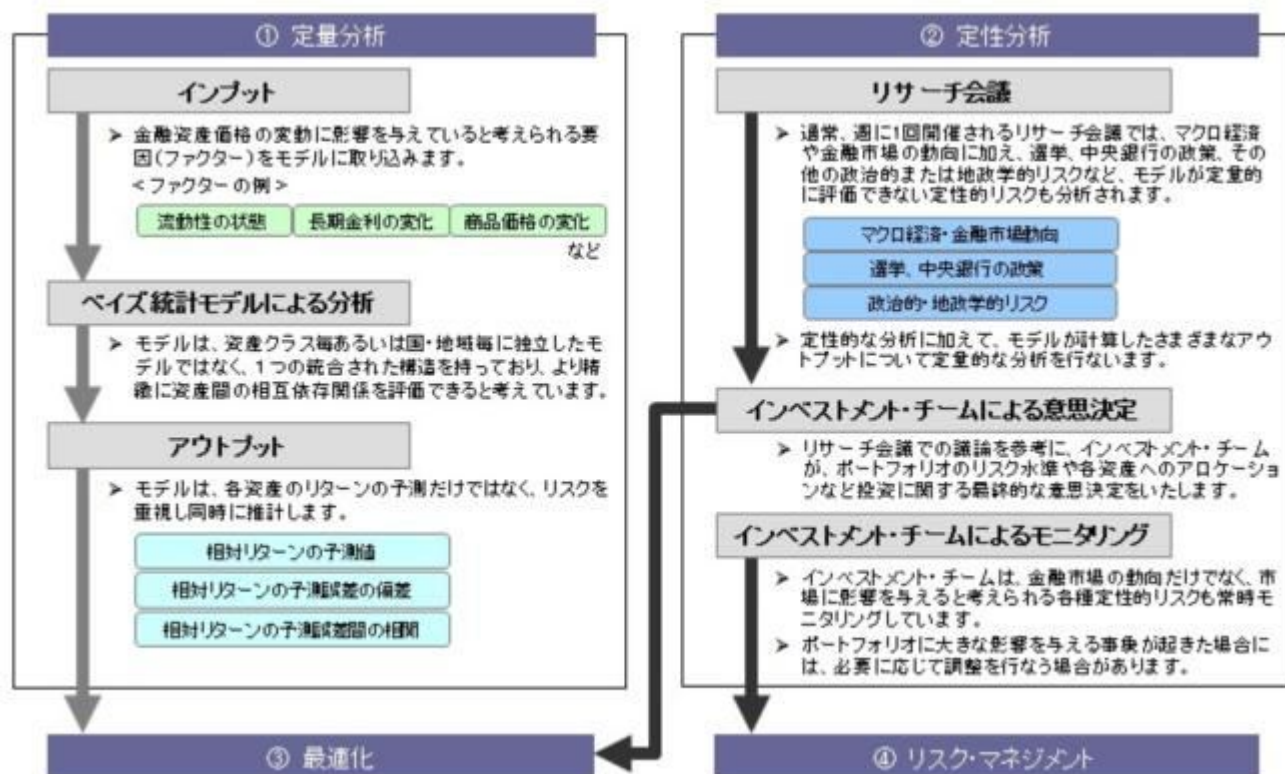 ① 定量分析
インプット
➢ 金融資産価格の変動に影響を与えていると考えられる要
因(ファクター)をモデルに取り込みます。
<ファクターの例>
流動性の状態 長期金利の変化 商品価格の変化
など
ベイズ統計モデルによる分析
➢ モデルは、資産クラス毎あるいは国・地域毎に独立したモ
デルではなく、1つの統合された構造を持っており、より精
緻に資産間の相互依存関係を評価できると考えています。
アウトプット
➢ モデルは、各資産のリターンの予測だけではなく、リスクを
重視し同時に推計します。
相対リターンの予測値
相対リターンの予測誤差の偏差
相対リターンの予測誤差間の相関
③ 最適化
② 定性分析
リサーチ会議
➢ 通常、週に1回開催されるリサーチ会議では、マクロ経済
や金融市場の動向に加え、選挙、中央銀行の政策、その
他の政治的または地政学的リスクなど、モデルが定量的
に評価できない定性的リスクも分析されます。
マクロ経済・金融市場動向
選挙、中央銀行の政策
政治的・地政学的リスク
➢ 定性的な分析に加えて、モデルが計算したさまざまなアウ
トプットについて定量的な分析を行ないます。
インベストメント・チームによる意思決定
➢ リサーチ会議での議論を参考に、インベストメント・チーム
が、ポートフォリオのリスク水準や各資産へのアロケーショ
ンなど投資に関する最終的な意思決定をいたします。
インベストメント・チームによるモニタリング
➢ インベストメント・チームは、金融市場の動向だけでなく、市
場に影響を与えると考えられる各種定性的リスクも常時モ
ニタリングしています。
➢ ポートフォリオに大きな影響を与える事象が起きた場合に
は、必要に応じて調整を行なう場合があります。
④ リスク・マネジメント